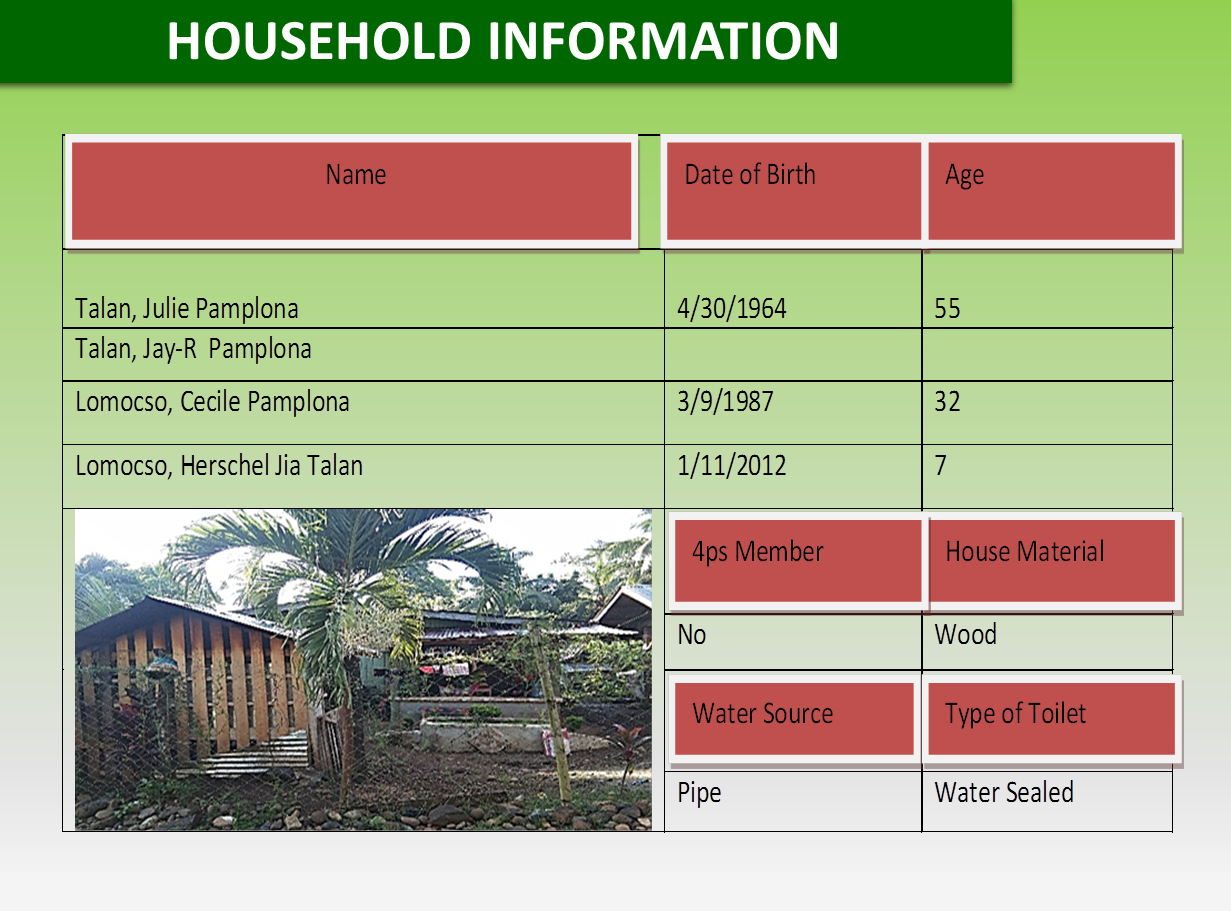 HOUSEHOLD INFORMATION
Name Date of Birth Age
Talan, Julie Pamplona 4/30/1964 55
Talan, Jay-R  Pamplona
Lomocso, Cecile Pamplona 3/9/1987 32
Lomocso, Herschel Jia Talan 1/11/2012 7
4ps Member House Material
No Wood
Water Source Type of Toilet
Pipe Water Sealed